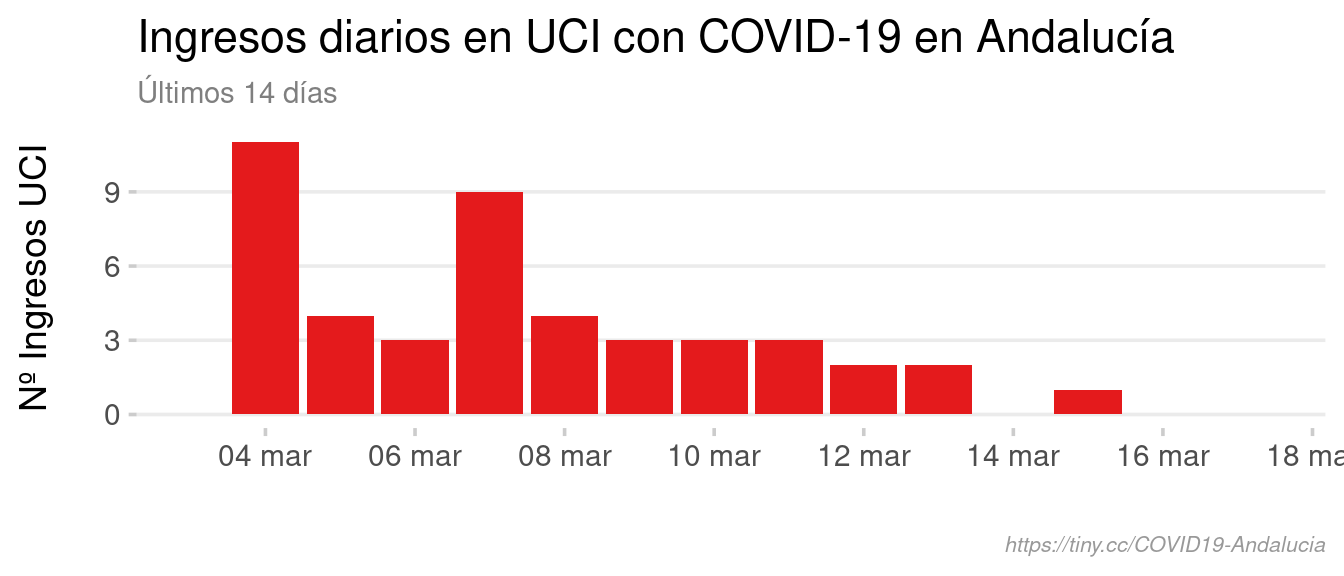 Ingresos diarios en UCI con COVID-19 en Andalucía
Últimos 14 días
Nº Ingresos UCI
9
6
3
0
04 mar 06 mar 08 mar 10 mar 12 mar 14 mar 16 mar 18 ma
https://tiny.cc/COVID19-Andalucia